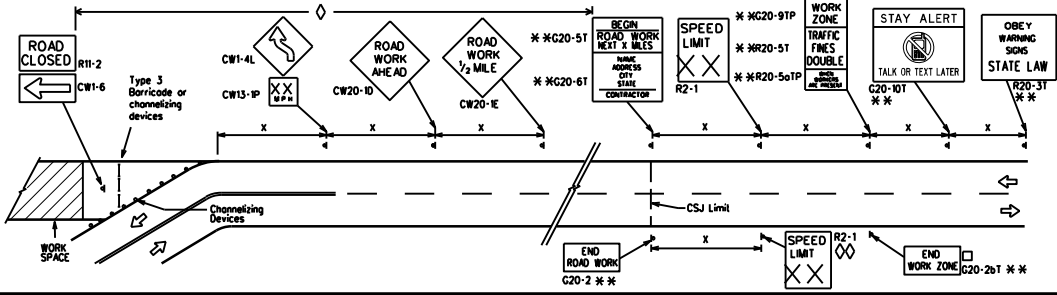 ROAD
CLOSED
R11-2
CW1-6
Type 3
Barricade or
channelizing
devices
CW1-4L
XX
MPH
CW13-1P
ROAD
WORK
AHEAD
CW20-1D
ROAD
WORK
1/2 MILE
CW20-1E
* *G20-5T
* *G20-6T
BEGIN
ROAD WORK
NEXT X MILES
NAME
ADDRESS
CITY
STATE
CONTRACTOR
SPEED
LIMIT
XX
R2-1
* *G20-9TP
* *R20-5T
* *R20-5aTP
WORK
ZONE
TRAFFIC
FINES
DOUBLE
WHEN
WORKERS
ARE PRESENT
STAY ALERT
TALK OR TEXT LATER
G20-10T
* *
OBEY
WARNING
SIGNS
STATE LAW
R20-3T
* *
X
X
X
X
X
X
X
WORK
SPACE
Channelizing
Devices
CSJ Limit
END
ROAD WORK
G20-2 * *
X
SPEED
LIMIT
XX
R2-1
END
WORK ZONE
G20-2bT * *